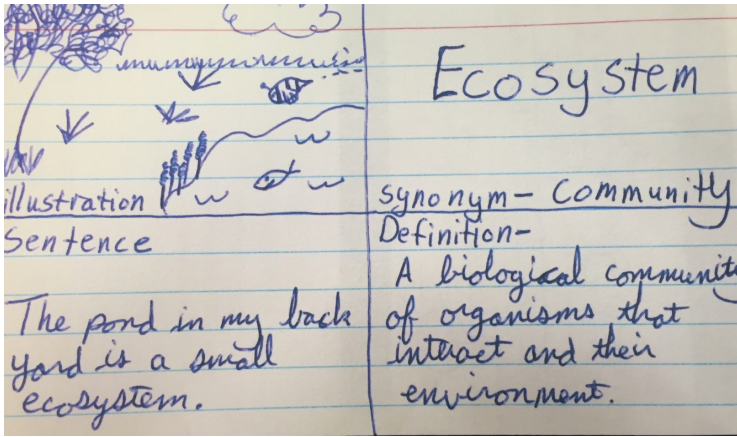 Ecosystem
illustration
synonym- Community
Sentence
The pond in my back
yard is a small
ecosystem.
Definition-
A biological communit
of organisms that
interact and their
environment.